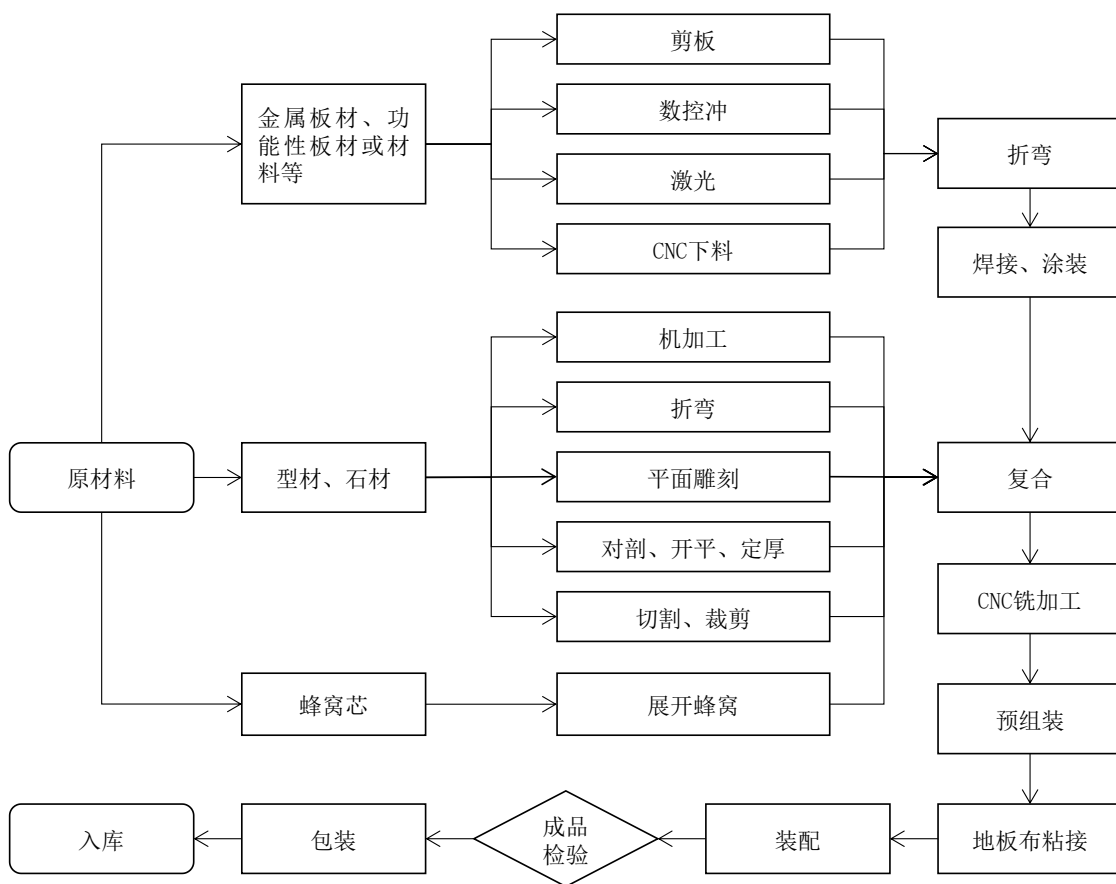 剪板
金属板材、功
能性板材或材
料等
数控冲
折弯
激光
CNC下料
焊接、涂装
机加工
折弯
原材料
型材、石材
平面雕刻
复合
对剖、开平、定厚
CNC铣加工
切割、裁剪
蜂窝芯
展开蜂窝
预组装
入库
包装
成品
检验
装配
地板布粘接